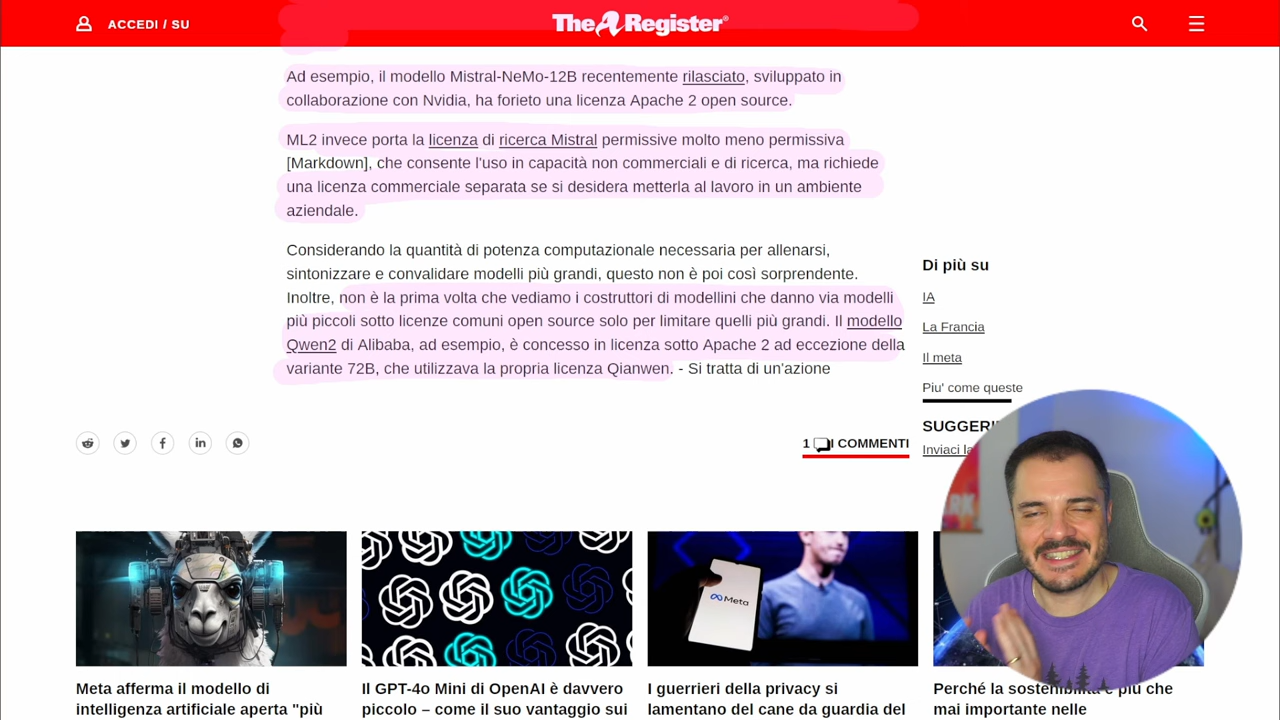 ACCEDI / SU
The Register®
Ad esempio, il modello Mistral-NeMo-12B recentemente rilasciato, sviluppato in
collaborazione con Nvidia, ha forieto una licenza Apache 2 open source.
ML2 invece porta la licenza di ricerca Mistral permissive molto meno permissiva
[Markdown], che consente l'uso in capacità non commerciali e di ricerca, ma richiede
una licenza commerciale separata se si desidera metterla al lavoro in un ambiente
aziendale.
Considerando la quantità di potenza computazionale necessaria per allenarsi,
sintonizzare e convalidare modelli più grandi, questo non è poi così sorprendente.
Inoltre, non è la prima volta che vediamo i costruttori di modellini che danno via modelli
più piccoli sotto licenze comuni open source solo per limitare quelli più grandi. Il modello
Qwen2 di Alibaba, ad esempio, è concesso in licenza sotto Apache 2 ad eccezione della
variante 72B, che utilizzava la propria licenza Qianwen. - Si tratta di un'azione
Di più su
IA
La Francia
Il meta
Piu' come queste
SUGGERI
Inviaci la
1 I COMMENTI
Meta
Meta afferma il modello di
intelligenza artificiale aperta "più
Il GPT-4o Mini di OpenAI è davvero
piccolo – come il suo vantaggio sui
I guerrieri della privacy si
lamentano del cane da guardia del
Perché la sostenibilità è più che
mai importante nelle